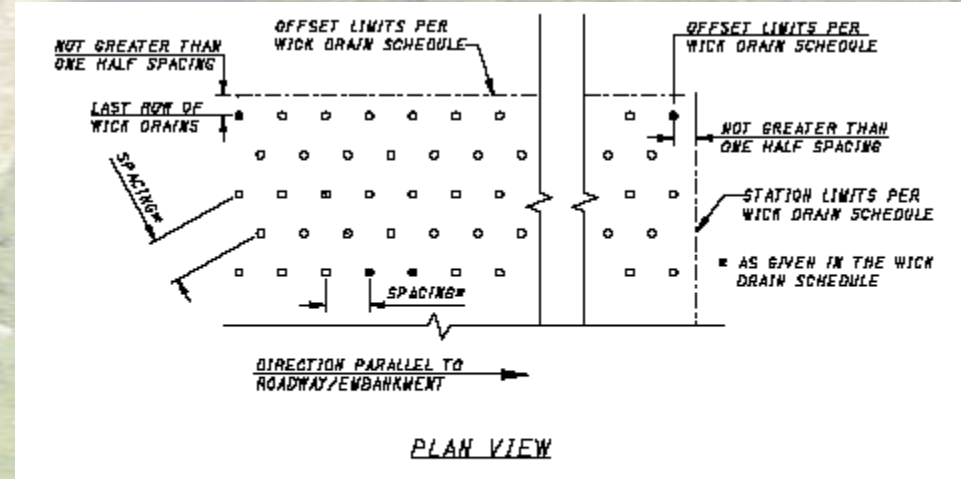 OFFSET LIMITS PER
WICK DRAIN SCHEDULE
OFFSET LIMITS PER
WICK DRAIN SCHEDULE
NOT GREATER THAN
ONE HALF SPACING
LAST ROW OF
WICK DRAINS
NOT GREATER THAN
ONE HALF SPACING
SPACING*
STATION LIMITS PER
WICK DRAIN SCHEDULE
* AS GIVEN IN THE WICK
DRAIN SCHEDULE
SPACING*
DIRECTION PARALLEL TO
ROADWAY/EMBANKMENT
PLAN VIEW